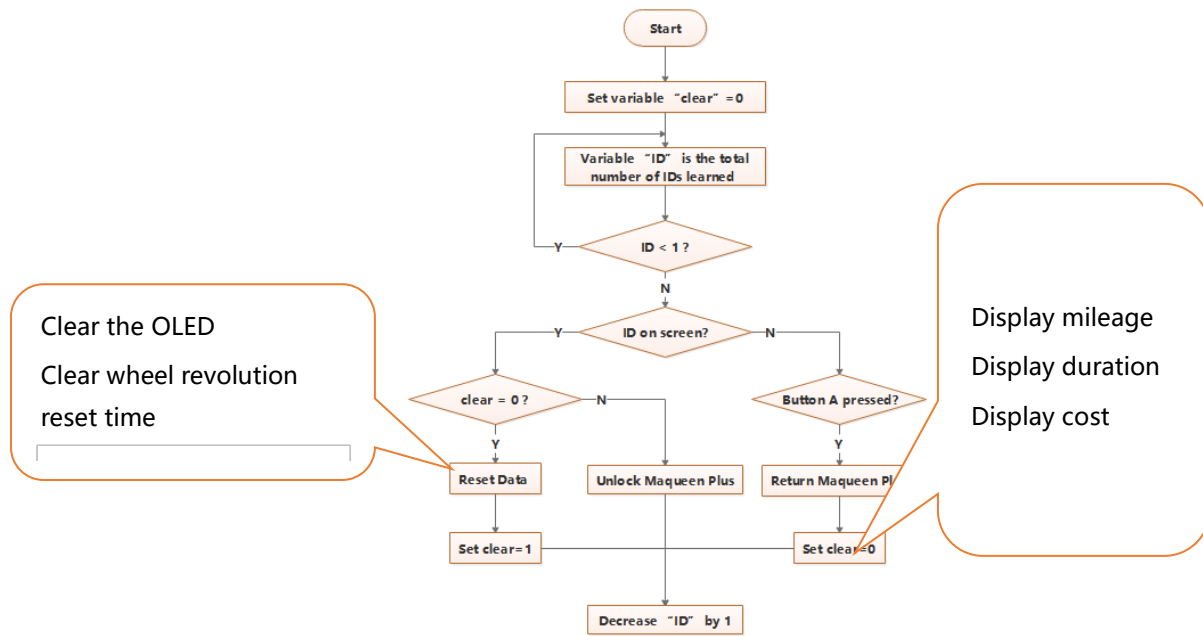 Start
Set variable “clear” =0
Variable “ID” is the total
number of IDs learned
Y
ID < 1 ?
N
Y
ID on screen?
N
clear = 0 ?
N
Button A pressed?
Y
Y
Reset Data
Unlock Maqueen Plus
Return Maqueen Pl
Set clear=1
Set clear=0
Decrease “ID” by 1
Clear the OLED
Clear wheel revolution
reset time
Display mileage
Display duration
Display cost